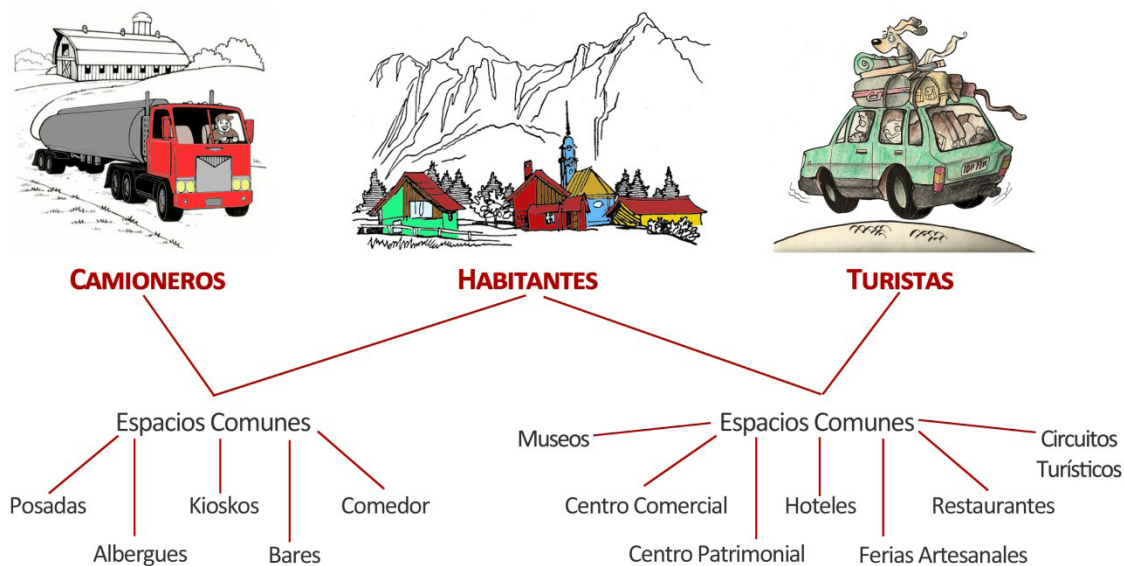 CAMIONEROS
HABITANTES
TURISTAS
Espacios Comunes
Posadas
Albergues
Kioskos
Bares
Comedor
Espacios Comunes
Museos
Centro Comercial
Centro Patrimonial
Hoteles
Ferias Artesanales
Restaurantes
Circuitos
Turísticos